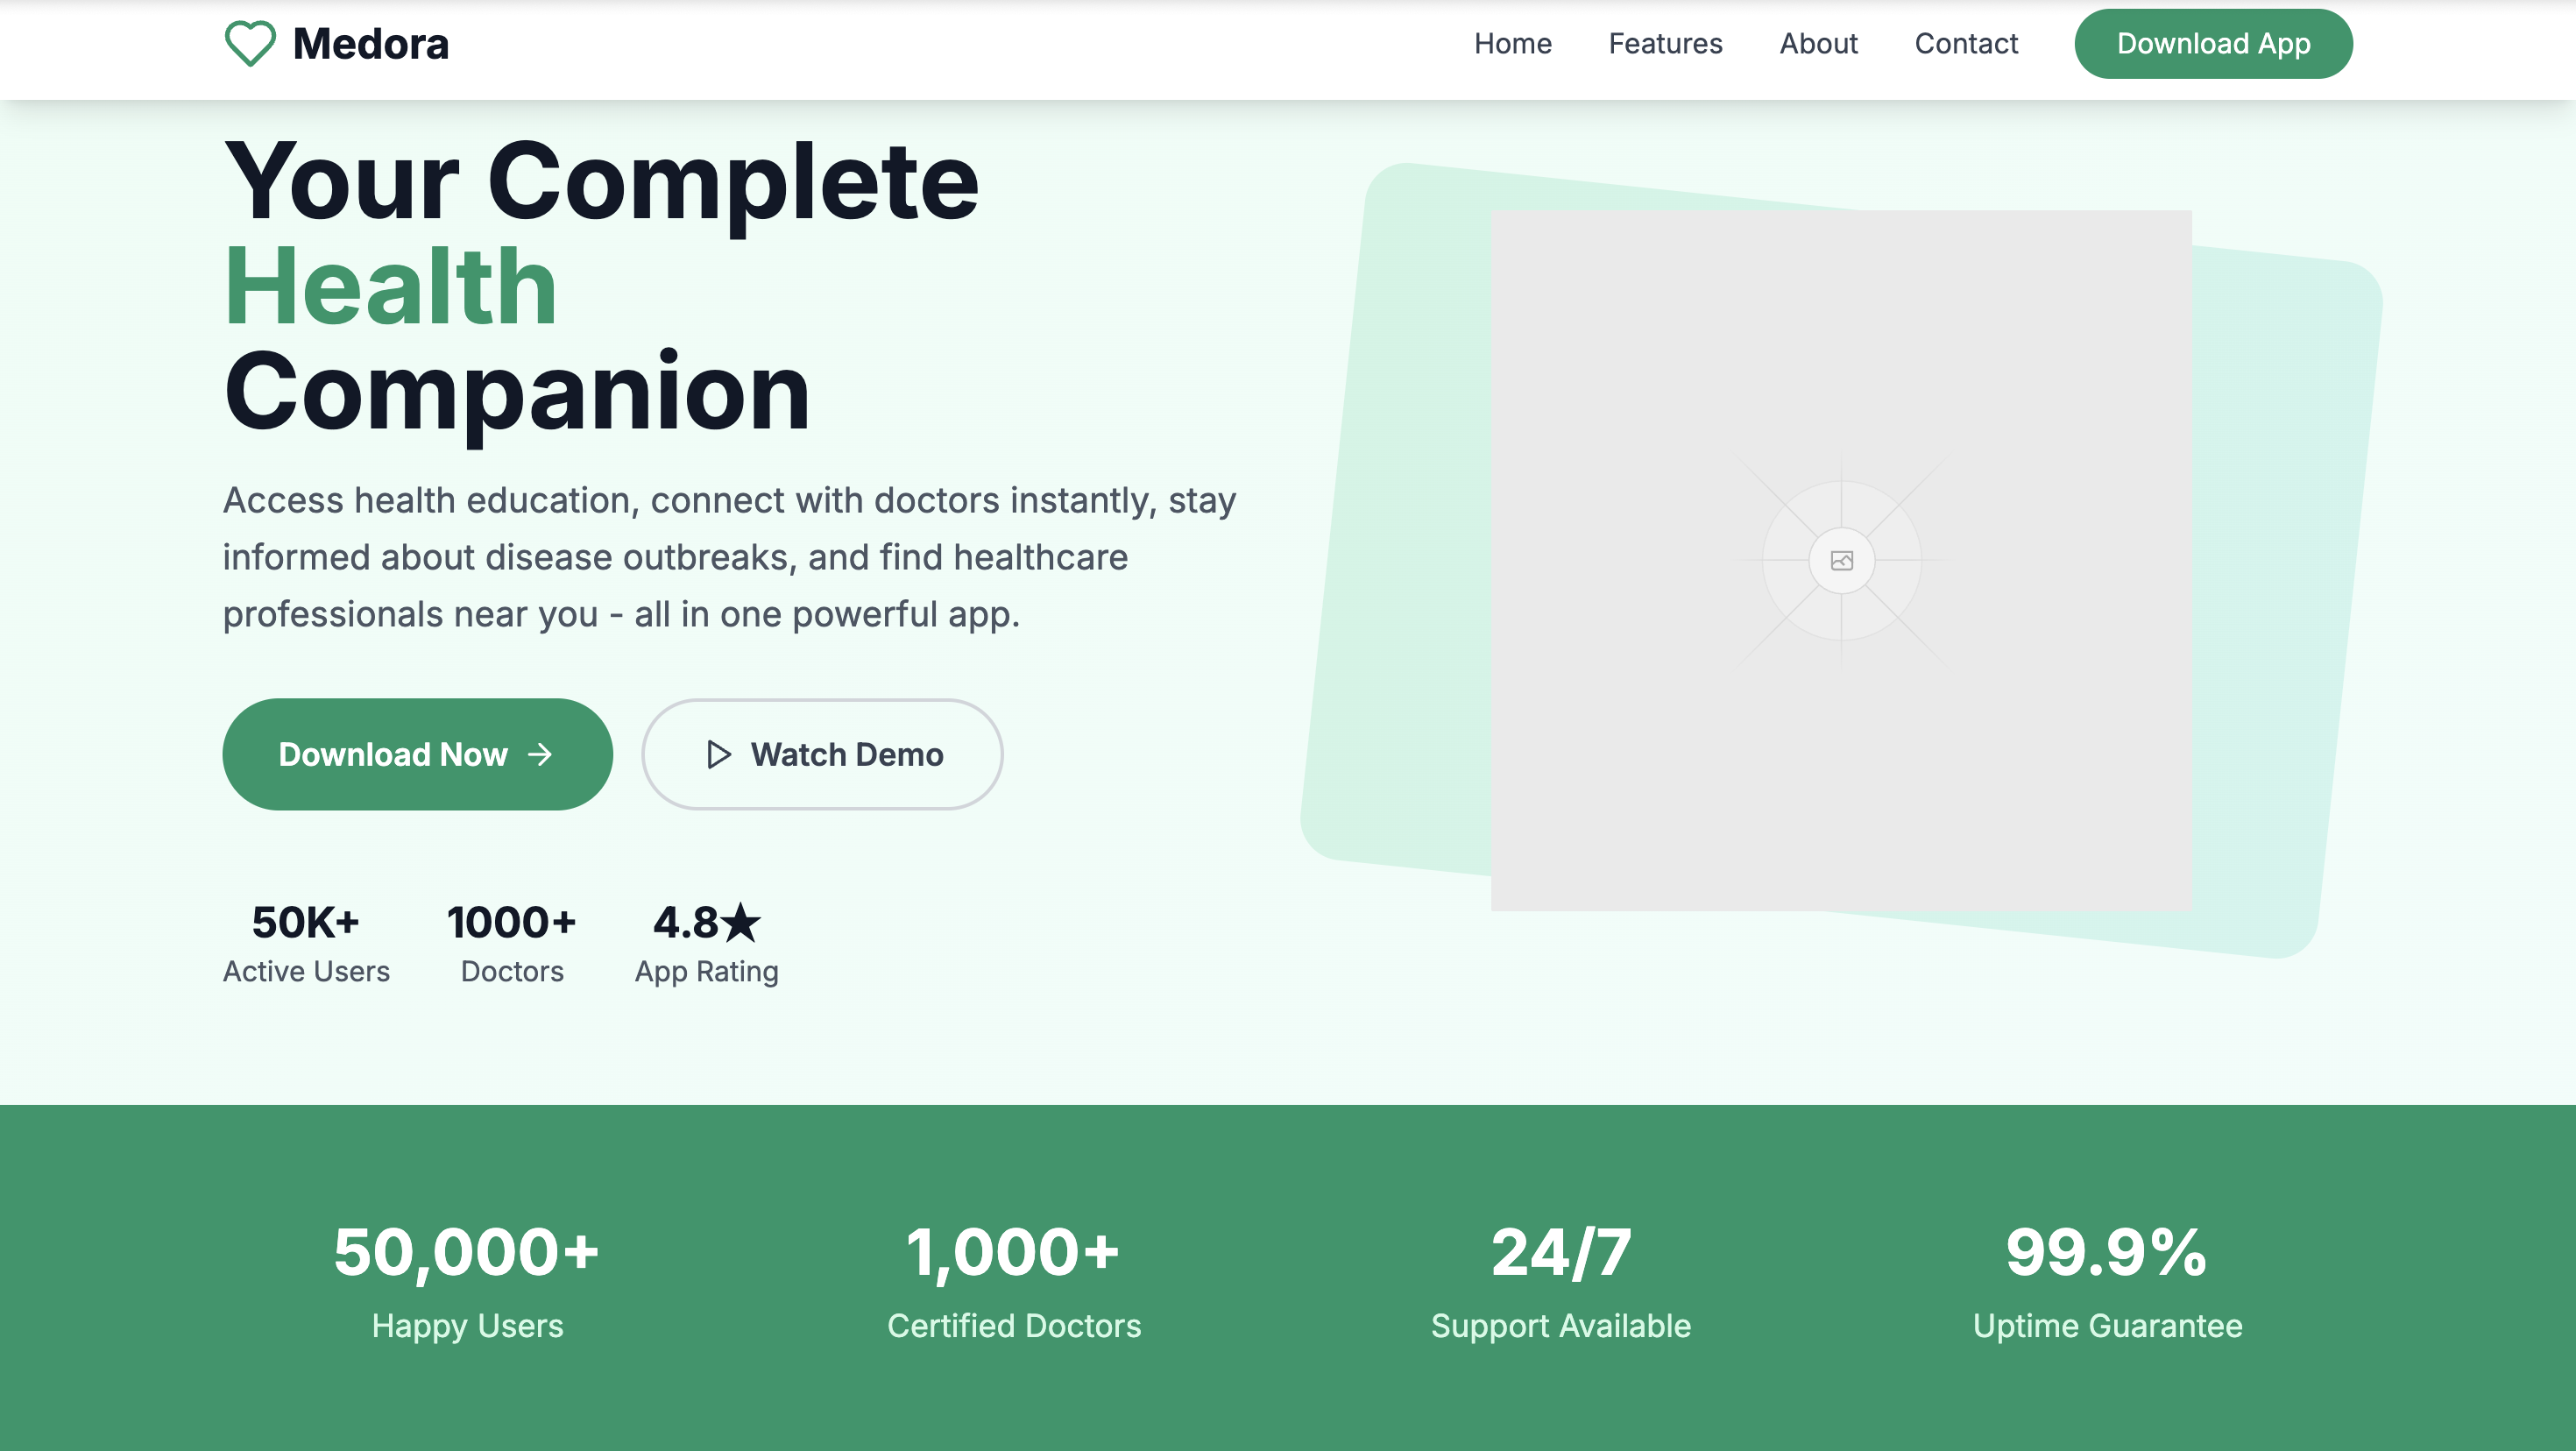 Medora
Home Features About Contact Download App
Your Complete
Health
Companion
Access health education, connect with doctors instantly, stay
informed about disease outbreaks, and find healthcare
professionals near you - all in one powerful app.
Download Now → Watch Demo
50K+ 1000+ 4.8★
Active Users Doctors App Rating
50,000+ 1,000+ 24/7 99.9%
Happy Users Certified Doctors Support Available Uptime Guarantee